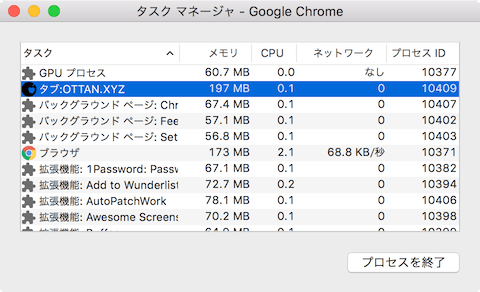 タスク マネージャ - Google Chrome
タスク メモリ CPU ネットワーク プロセス ID
GPU プロセス 60.7 MB 0.0 なし 10377
タブ:OTTAN.XYZ 197 MB 0.1 0 10409
バックグラウンド ページ: Chr 67.4 MB 0.1 0 10407
バックグラウンド ページ: Fee 57.1 MB 0.1 0 10402
バックグラウンド ページ: Set 56.8 MB 0.1 0 10403
ブラウザ 173 MB 2.1 68.8 KB/秒 10371
拡張機能: 1Password: Passw 67.1 MB 0.1 0 10382
拡張機能: Add to Wunderlist 72.7 MB 0.2 0 10394
拡張機能: AutoPatchWork 78.1 MB 0.1 0 10406
拡張機能: Awesome Screens 70.2 MB 0.1 0 10398
拡張機能: MB 0.1 0
プロセスを終了